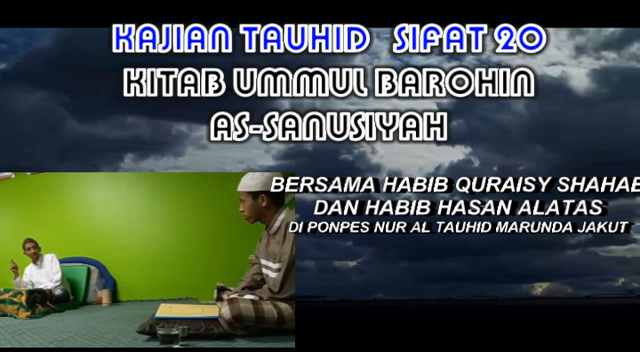 KAJIAN TAUHID SIFAT 20
KITAB UMMUL BAROHIN
AS-SANUSIYAH
BERSAMA HABIB QURAISY SHAHAB
DAN HABIB HASAN ALATAS
DI PONPES NUR AL TAUHID MARUNDA JAKUT